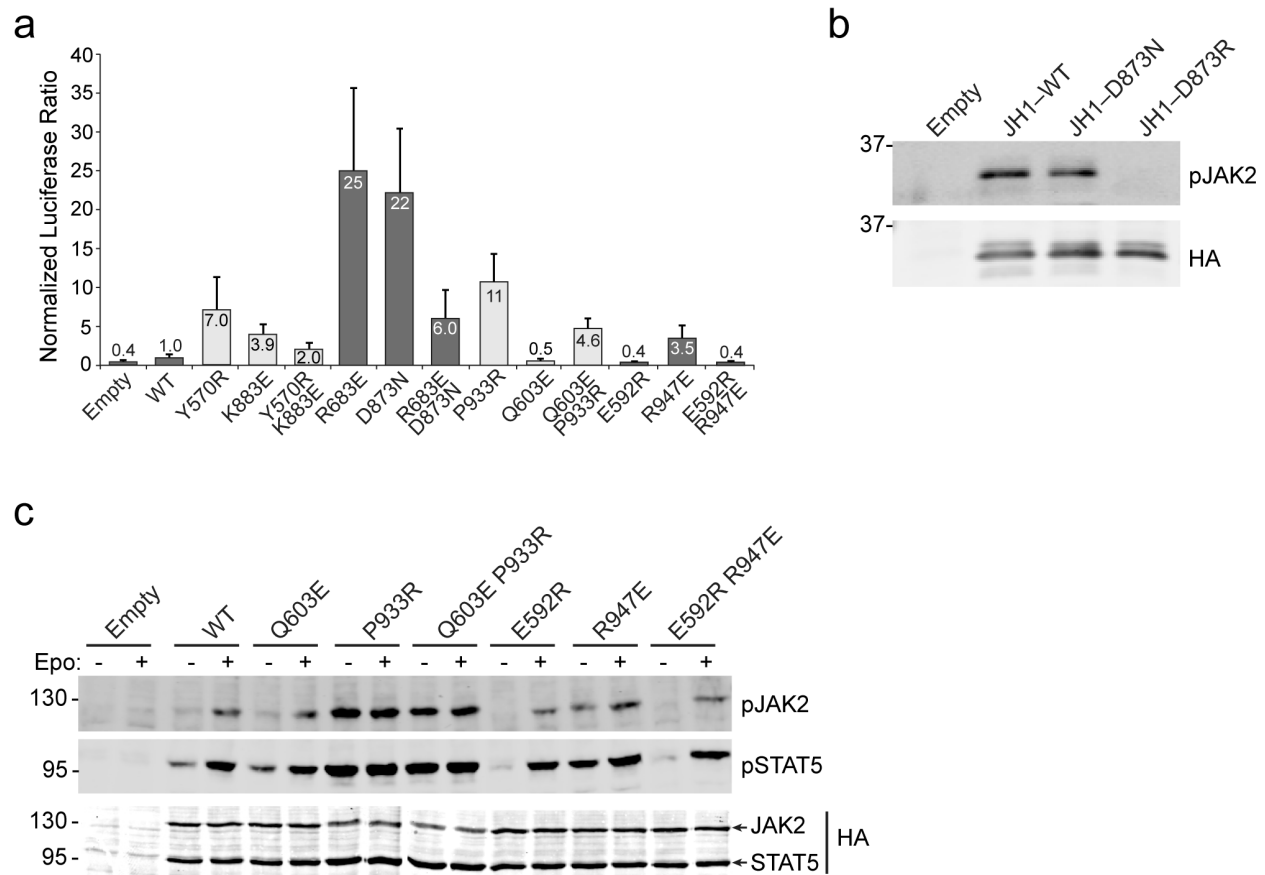 a
Normalized Luciferase Ratio
40
35
30
25
20
15
10
5
0
0.4
1.0
7.0
3.9
2.0
25
22
6.0
11
0.5
4.6
0.4
3.5
0.4
Empty
WT
Y570R
K883E
Y570R
K883E
R683E
D873N
R683E
D873N
P933R
Q603E
Q603E
P933R
E592R
R947E
E592R
R947E
b
Empty
JH1–WT
JH1–D873N
JH1–D873R
37-
pJAK2
37-
HA
c
Empty
WT
Q603E
P933R
Q603E P933R
E592R
R947E
E592R R947E
Epo: - + - + - + - + - + - + - + - +
130 -
pJAK2
95 -
pSTAT5
130 -
JAK2
95 -
STAT5
HA